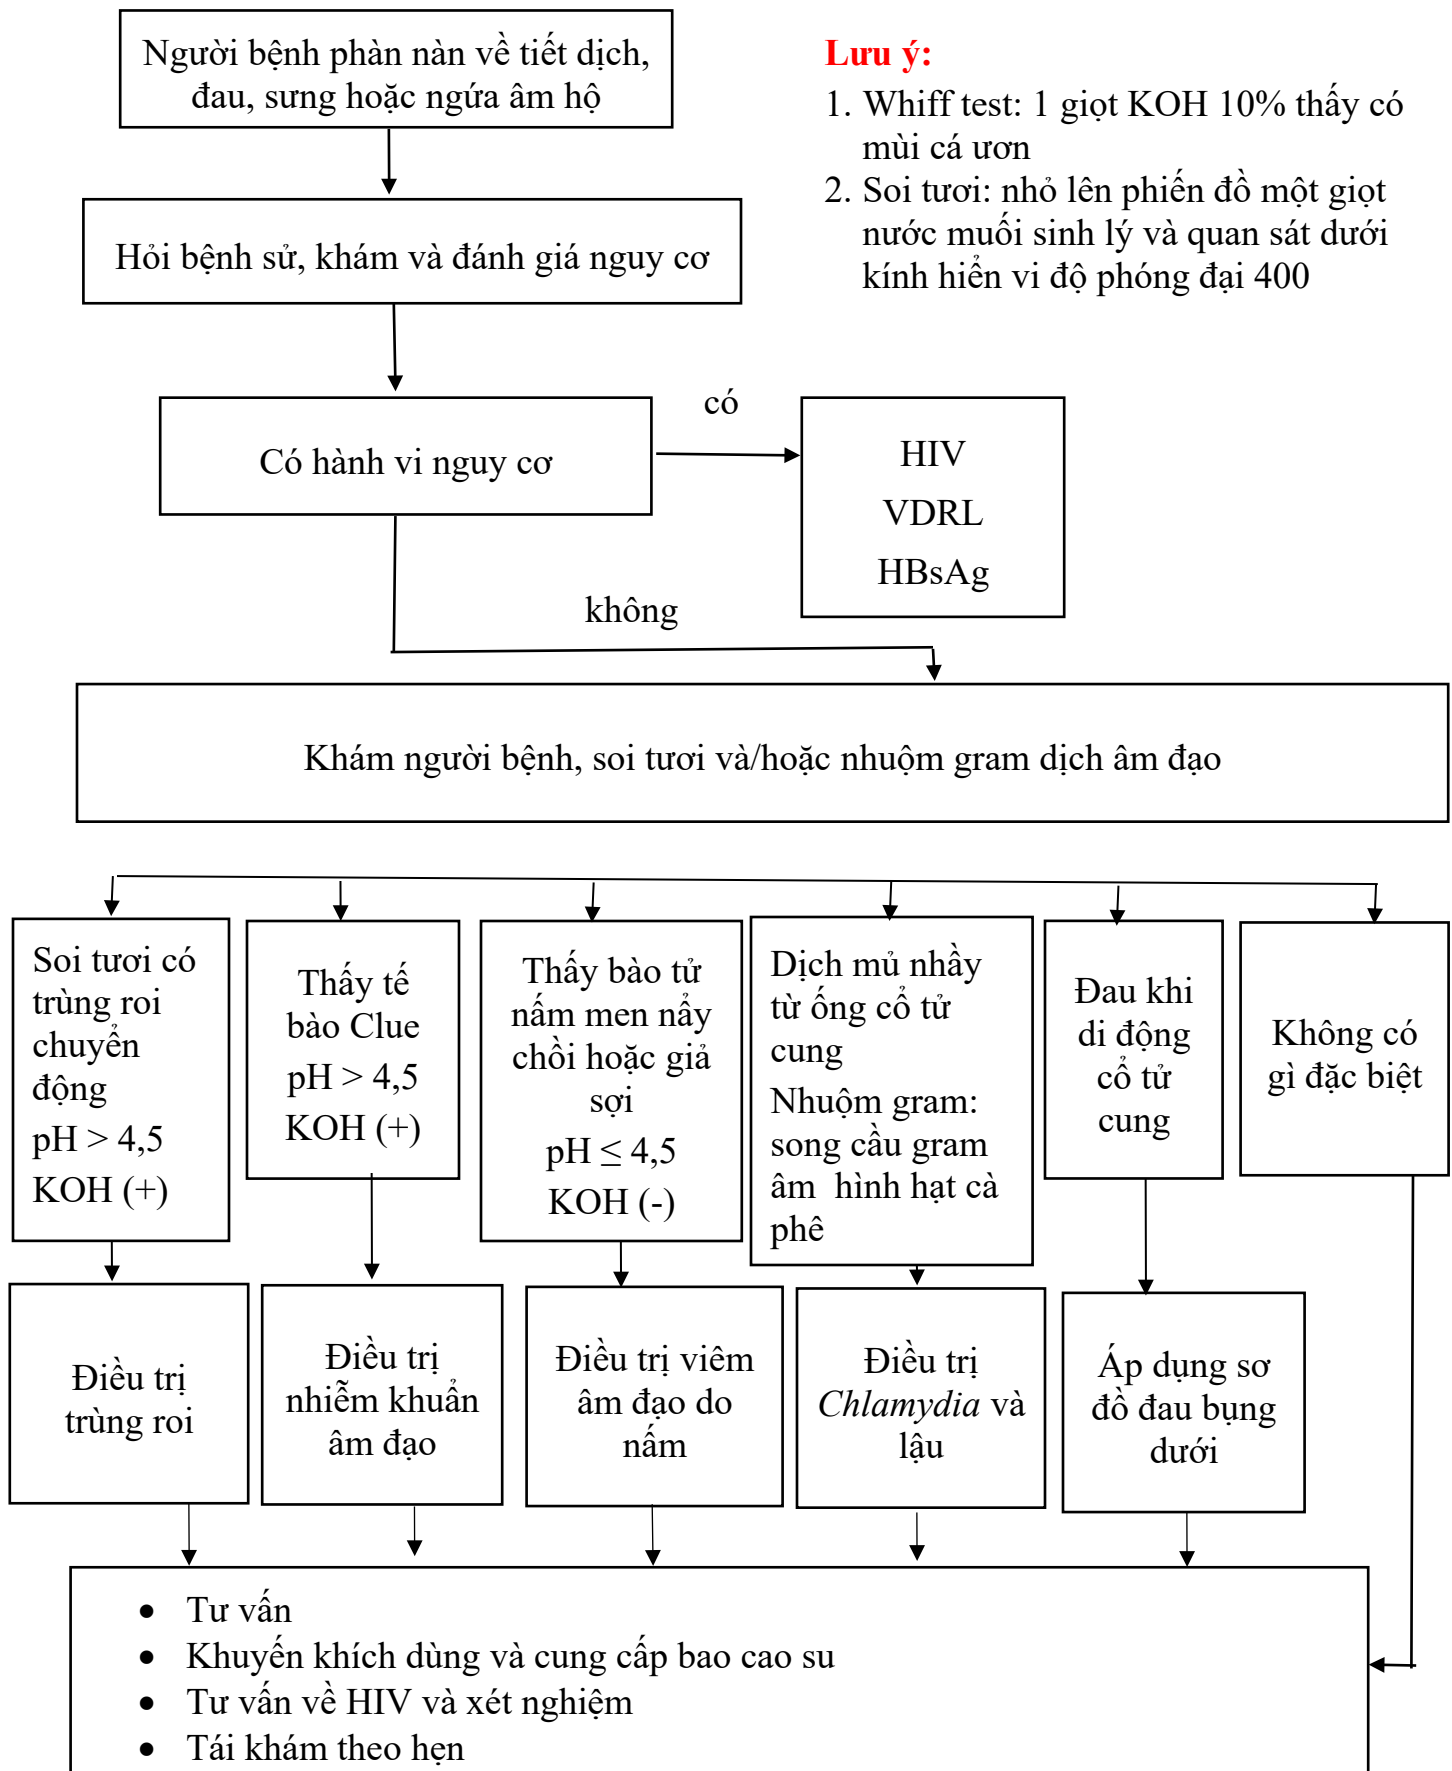 Người bệnh phàn nàn về tiết dịch,
đau, sưng hoặc ngứa âm hộ
Lưu ý:
1. Whiff test: 1 giọt KOH 10% thấy có
mùi cá ươn
2. Soi tươi: nhỏ lên phiến đồ một giọt
nước muối sinh lý và quan sát dưới
kính hiển vi độ phóng đại 400
Hỏi bệnh sử, khám và đánh giá nguy cơ
Có hành vi nguy cơ
có
HIV
VDRL
HBsAg
không
Khám người bệnh, soi tươi và/hoặc nhuộm gram dịch âm đạo
Soi tươi có
trùng roi
chuyển
động
pH > 4,5
KOH (+)
Thấy tế
bào Clue
pH > 4,5
KOH (+)
Thấy bào tử
nấm men nẩy
chồi hoặc giả
sợi
pH ≤ 4,5
KOH (-)
Dịch mủ nhầy
từ ống cổ tử
cung
Nhuộm gram:
song cầu gram
âm  hình hạt cà
phê
Đau khi
di động
cổ tử
cung
Không có
gì đặc biệt
Điều trị
trùng roi
Điều trị
nhiễm khuẩn
âm đạo
Điều trị viêm
âm đạo do
nấm
Điều trị
Chlamydia và
lậu
Áp dụng sơ
đồ đau bụng
dưới
• Tư vấn
• Khuyến khích dùng và cung cấp bao cao su
• Tư vấn về HIV và xét nghiệm
• Tái khám theo hẹn